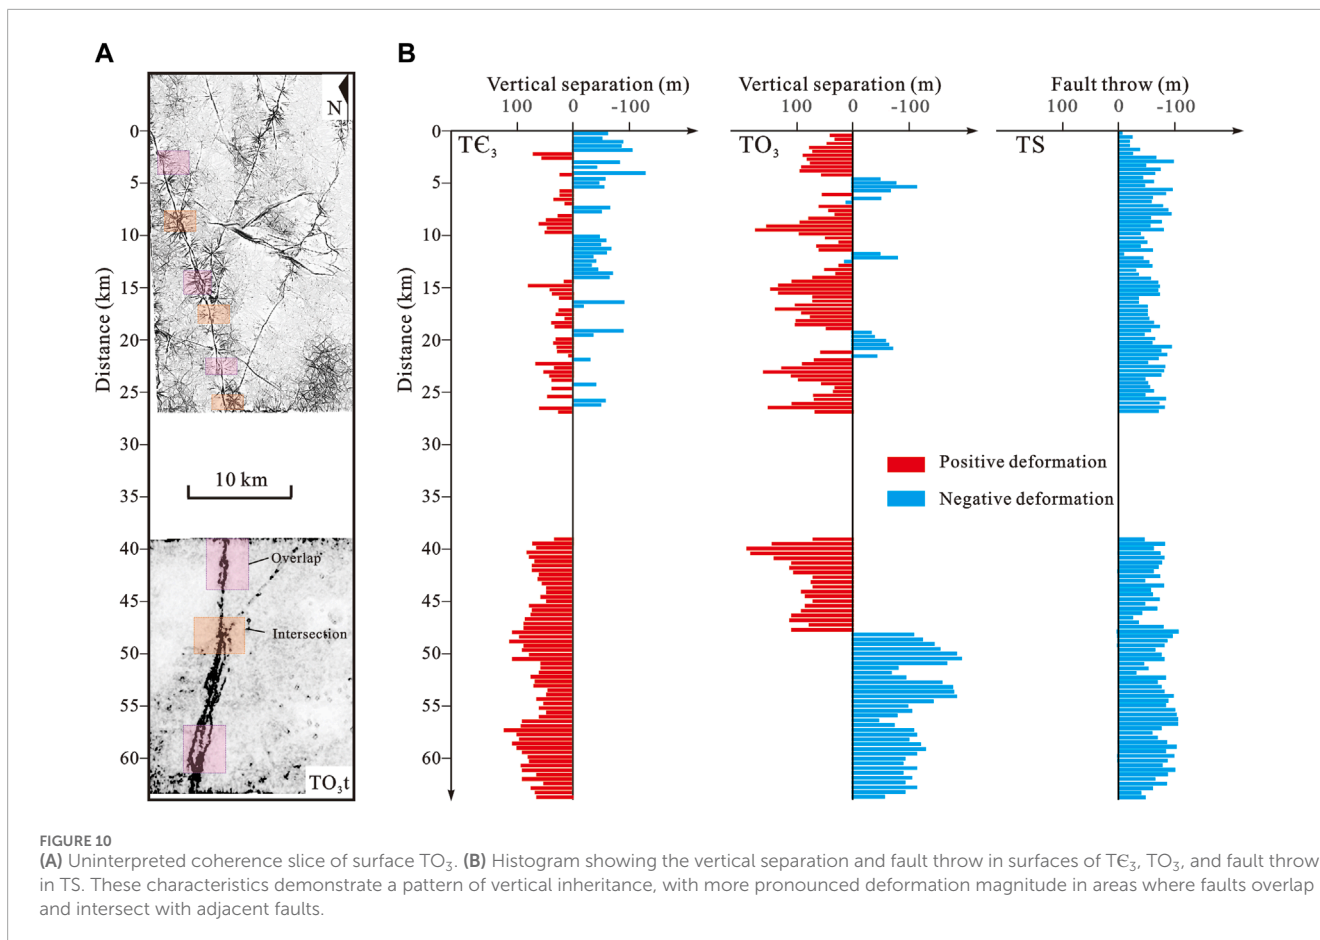 A
B
N
Vertical separation (m)
100 0 -100
Vertical separation (m)
100 0 -100
Fault throw (m)
100 0 -100
TЄ₃
TO₃
TS
Distance (km)
0
5
10
15
20
25
30
35
40
45
50
55
60
Distance (km)
10 km
Overlap
Intersection
TO₃t
Positive deformation
Negative deformation
FIGURE 10
(A) Uninterpreted coherence slice of surface TO₃. (B) Histogram showing the vertical separation and fault throw in surfaces of TЄ₃, TO₃, and fault throw
in TS. These characteristics demonstrate a pattern of vertical inheritance, with more pronounced deformation magnitude in areas where faults overlap
and intersect with adjacent faults.